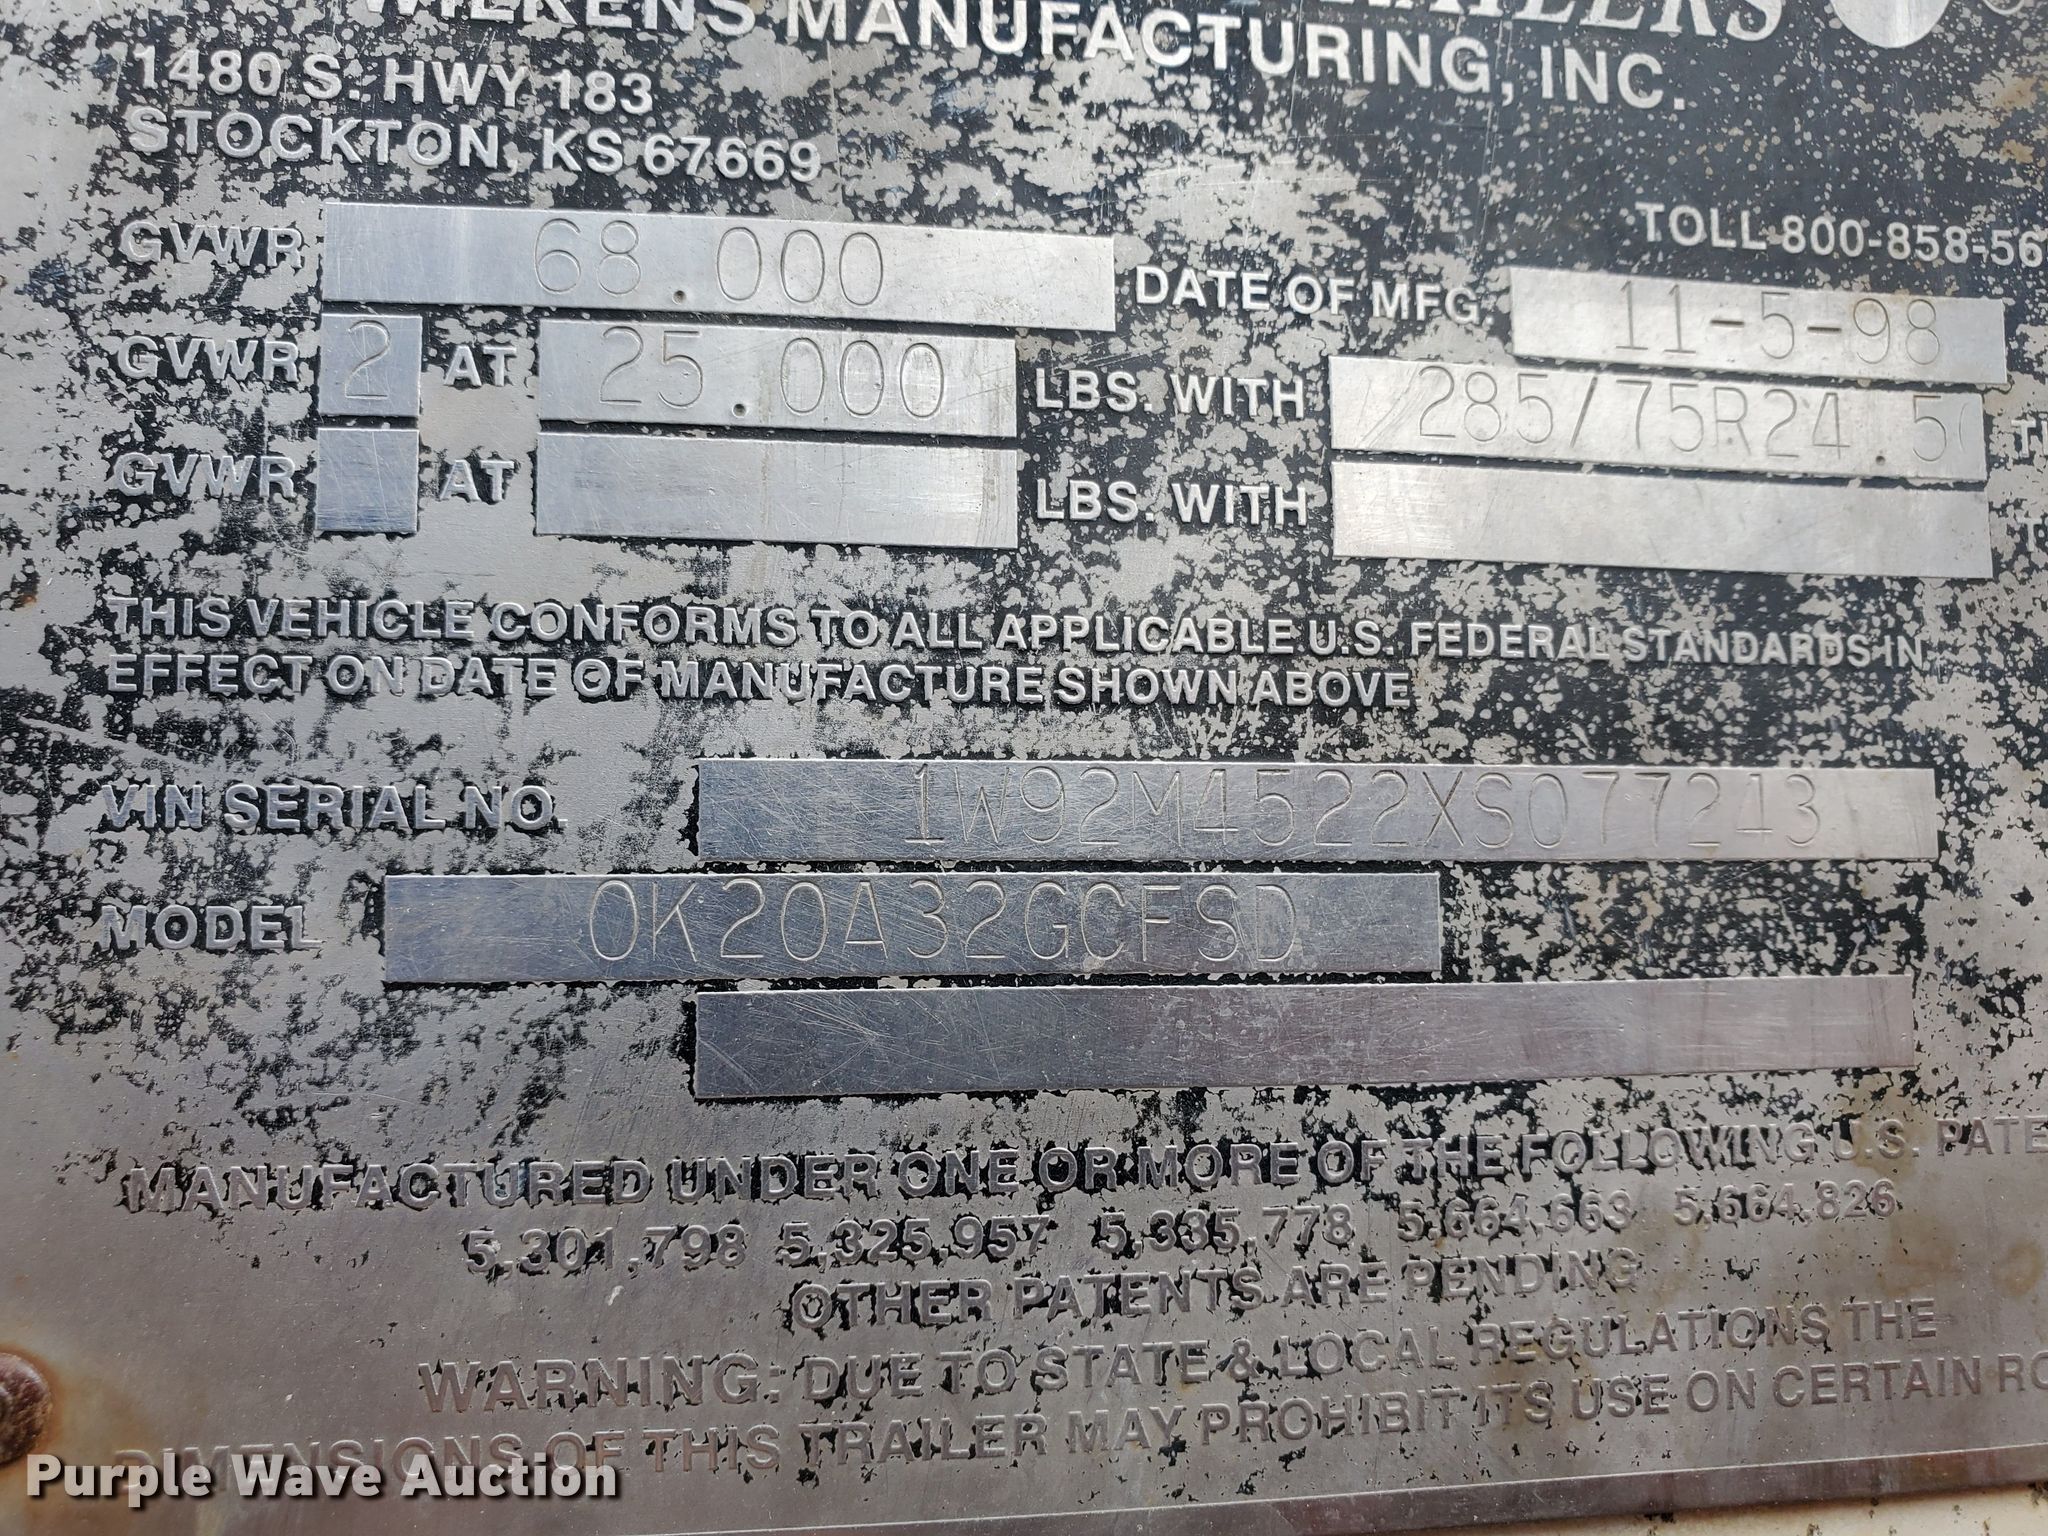 TRAILERS
WILKENS MANUFACTURING, INC.
1480 S. HWY 183
STOCKTON, KS 67669
TOLL 800-858-56
GVWR 68.000 DATE OF MFG. 11-5-98
GVWR 2 AT 25.000 LBS. WITH 285/75R24.5
GVWR AT LBS. WITH
THIS VEHICLE CONFORMS TO ALL APPLICABLE U.S. FEDERAL STANDARDS IN
EFFECT ON DATE OF MANUFACTURE SHOWN ABOVE
VIN SERIAL NO. 1W92M4522XS077243
MODEL OK20A32GCFSD
MANUFACTURED UNDER ONE OR MORE OF THE FOLLOWING U.S. PATE
5,301,798 5,325,957 5,335,778 5,664,663 5,664,826
OTHER PATENTS ARE PENDING
WARNING: DUE TO STATE & LOCAL REGULATIONS THE
DIMENSIONS OF THIS TRAILER MAY PROHIBIT ITS USE ON CERTAIN RO
Purple Wave Auction